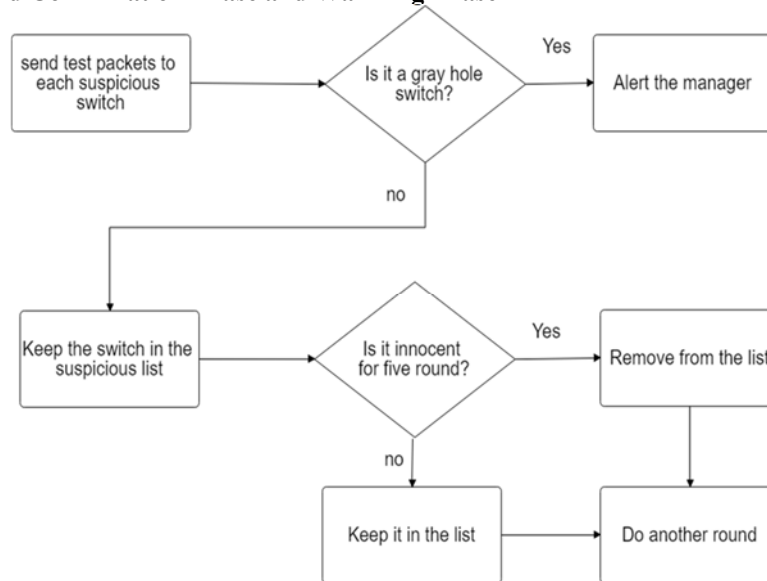 send test packets to
each suspicious
switch
Is it a gray hole
switch?
Yes
Alert the manager
no
Keep the switch in the
suspicious list
Is it innocent
for five round?
Yes
Remove from the list
no
Keep it in the list
Do another round